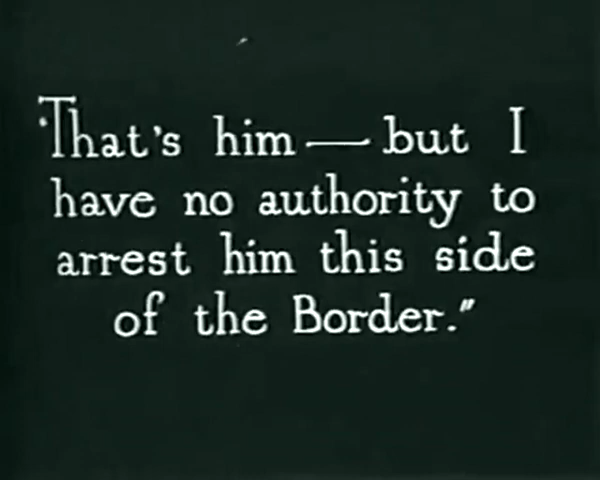 "That's him — but I
have no authority to
arrest him this side
of the Border."